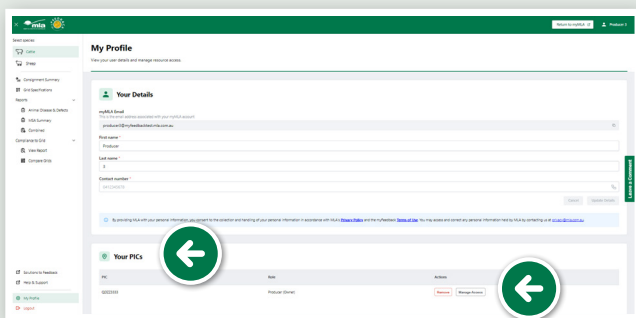 mla
Return to myMLA
Producer 3
Select species
Cattle
Sheep
Consignment Summary
Grid Specifications
Reports
Animal Disease & Defects
MSA Summary
Combined
Compliance to Grid
View Report
Compare Grids
Solutions to Feedback
Help & Support
My Profile
Logout
My Profile
View your user details and manage resource access.
Your Details
myMLA Email
This is the email address associated with your myMLA account
First name *
Producer
Last name *
3
Contact number *
Cancel
Update Details
By providing MLA with your personal information, you consent to the collection and handling of your personal information in accordance with MLA's Privacy Policy and the myFeedback Terms of Use. You may access and correct any personal information held by MLA by contacting us at
Your PICs
PIC
Role
Actions
Producer (Owner)
Remove
Manage Access
Leave a Comment